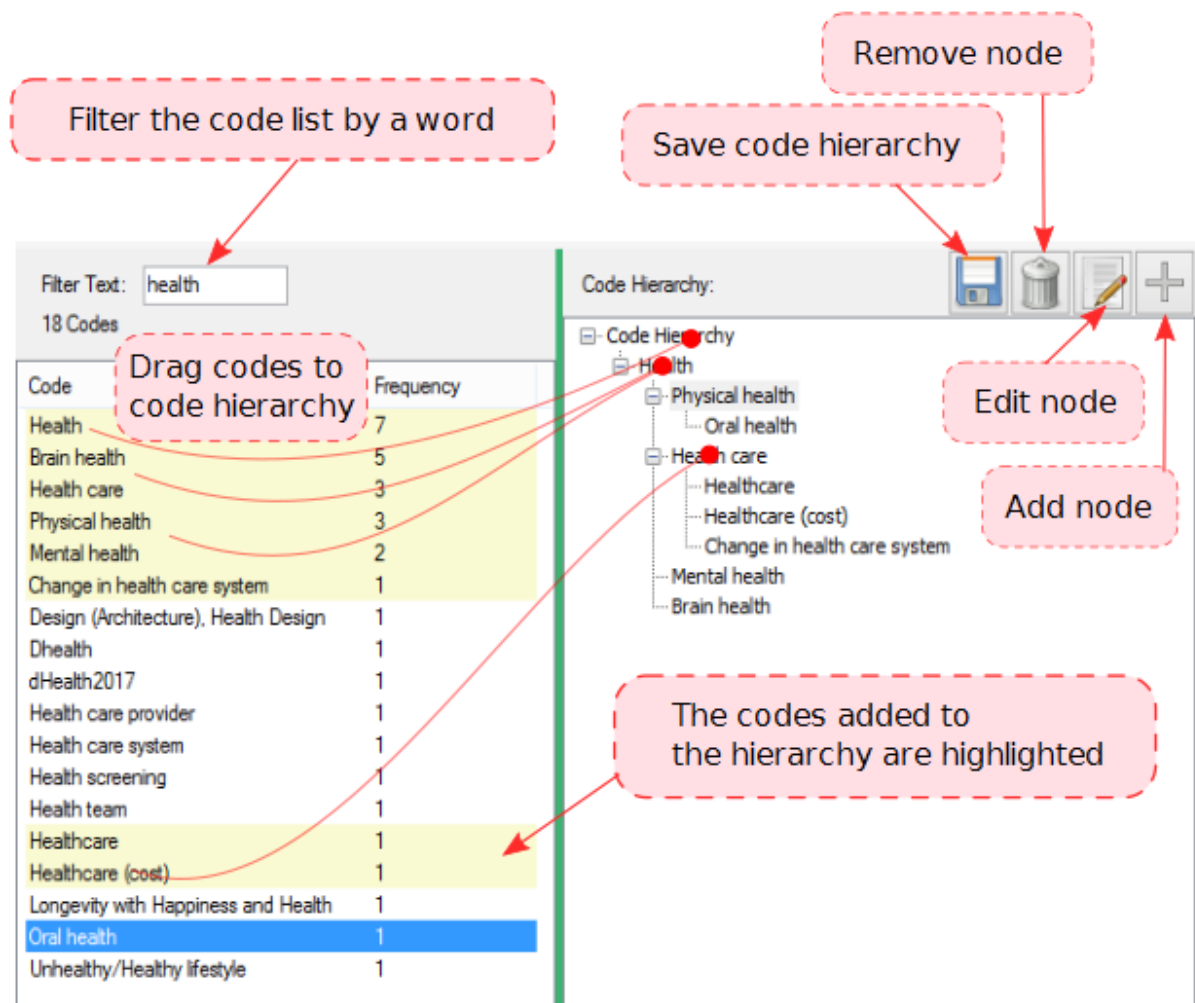 Remove node
Filter the code list by a word
Save code hierarchy
Filter Text: health
18 Codes
Code Hierarchy:
Drag codes to
code hierarchy
Code Frequency
Health 7
Brain health 5
Health care 3
Physical health 3
Mental health 2
Change in health care system 1
Design (Architecture), Health Design 1
Dhealth 1
dHealth2017 1
Health care provider 1
Health care system 1
Health screening 1
Health team 1
Healthcare 1
Healthcare (cost) 1
Longevity with Happiness and Health 1
Oral health 1
Unhealthy/Healthy lifestyle 1
Code Hierarchy
Health
Physical health
Oral health
Health care
Healthcare
Healthcare (cost)
Change in health care system
Mental health
Brain health
Edit node
Add node
The codes added to
the hierarchy are highlighted